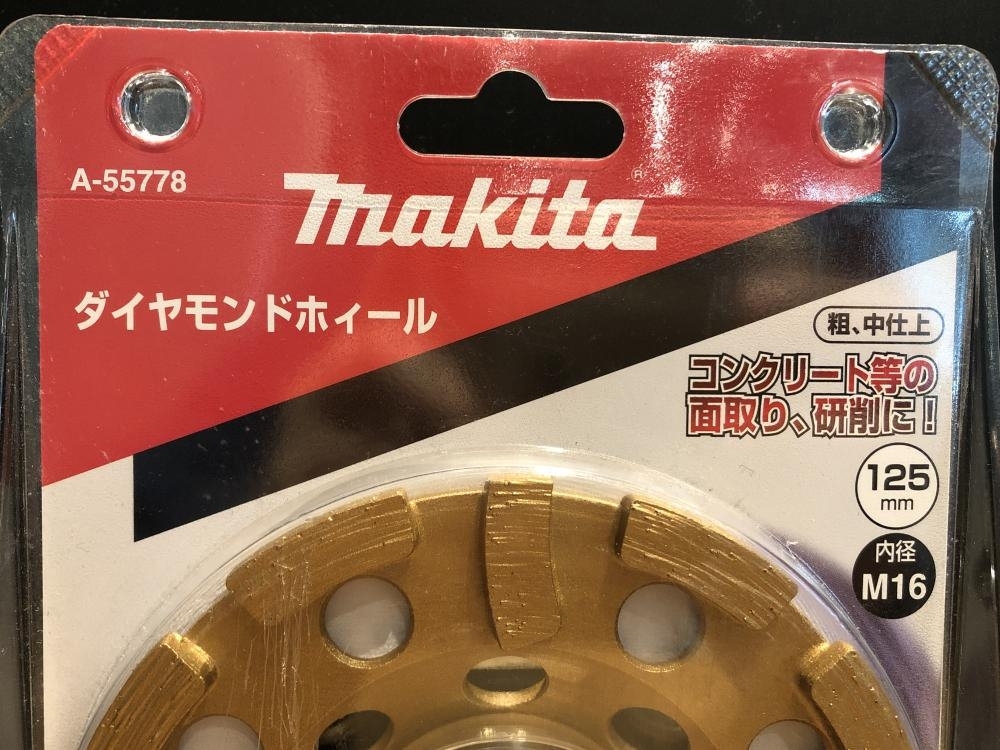 A-55778
makita®
ダイヤモンドホィール
粗、中仕上
コンクリート等の
面取り、研削に!
125
mm
内径
M16